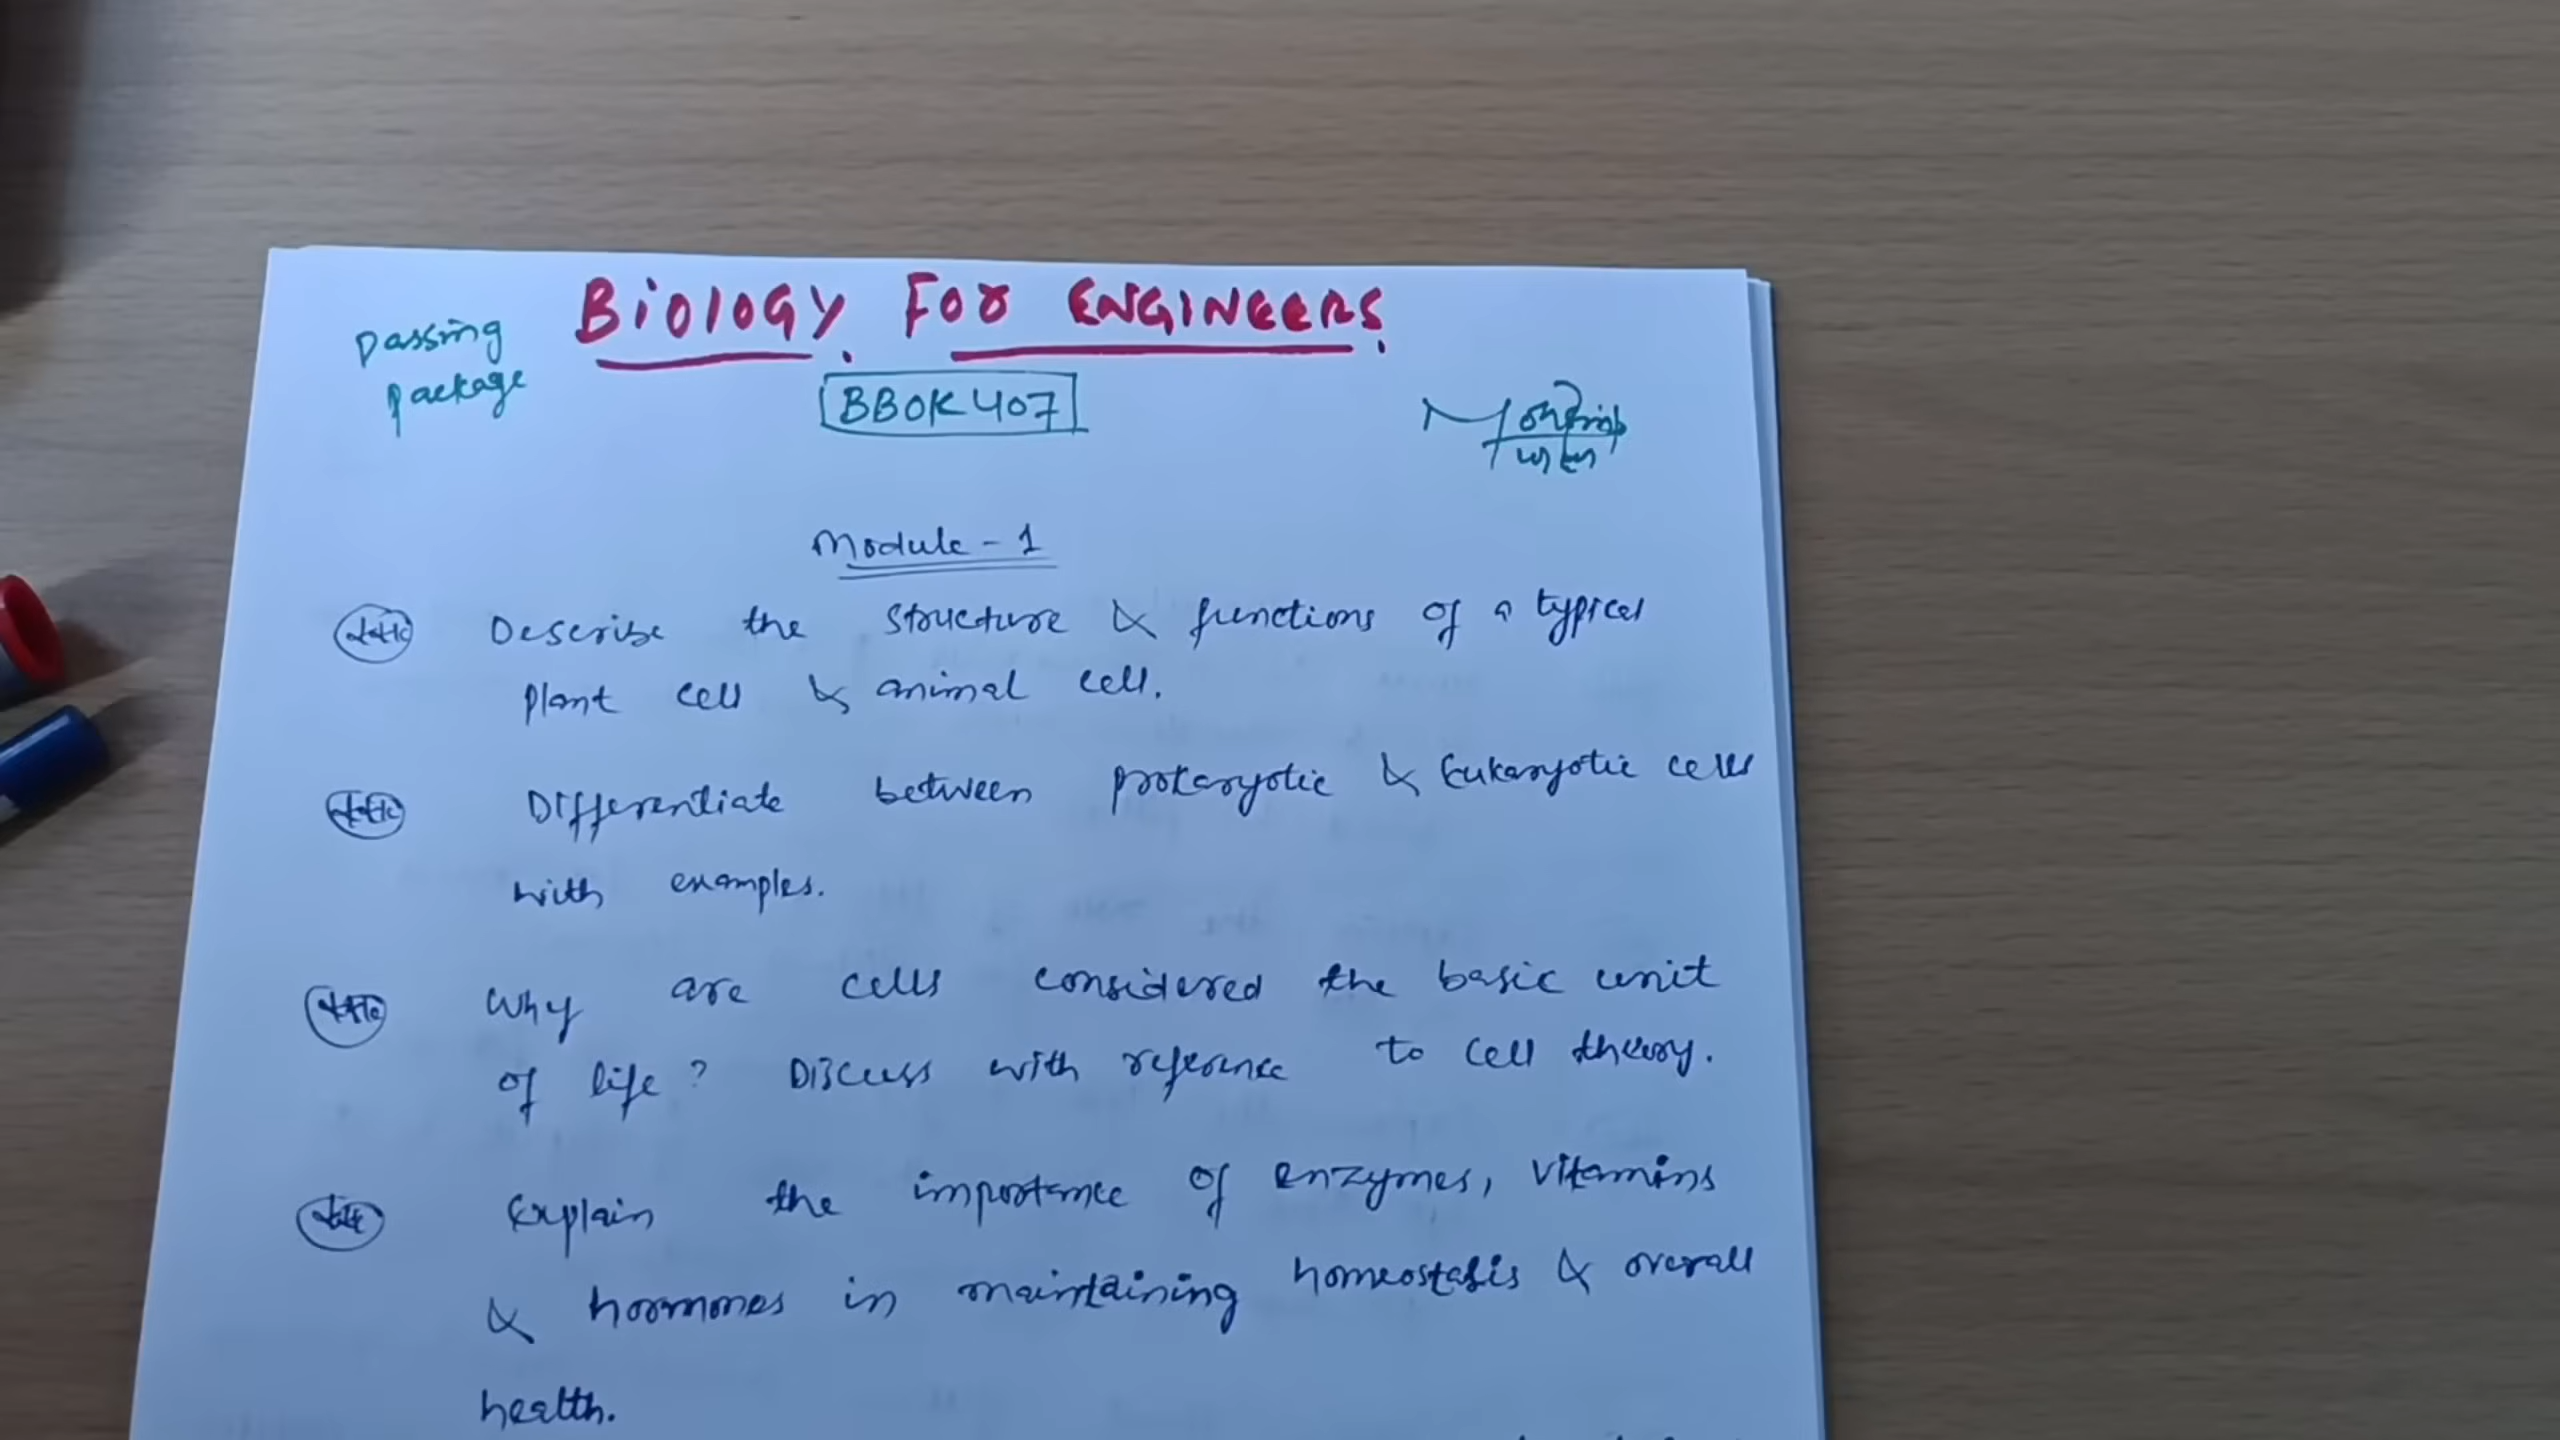 BiOLOGY FOR ENGINEERS
Passing
package
BBOK407
Module - 1
Describe the structure & functions of a typical
plant cell & animal cell.
Differentiate between prokaryotic & Eukaryotic cells
with examples.
Why are cells considered the basic unit
of life? Discuss with reference to cell theory.
Explain the importance of enzymes, vitamins
& hormones in maintaining homeostasis & overall
health.